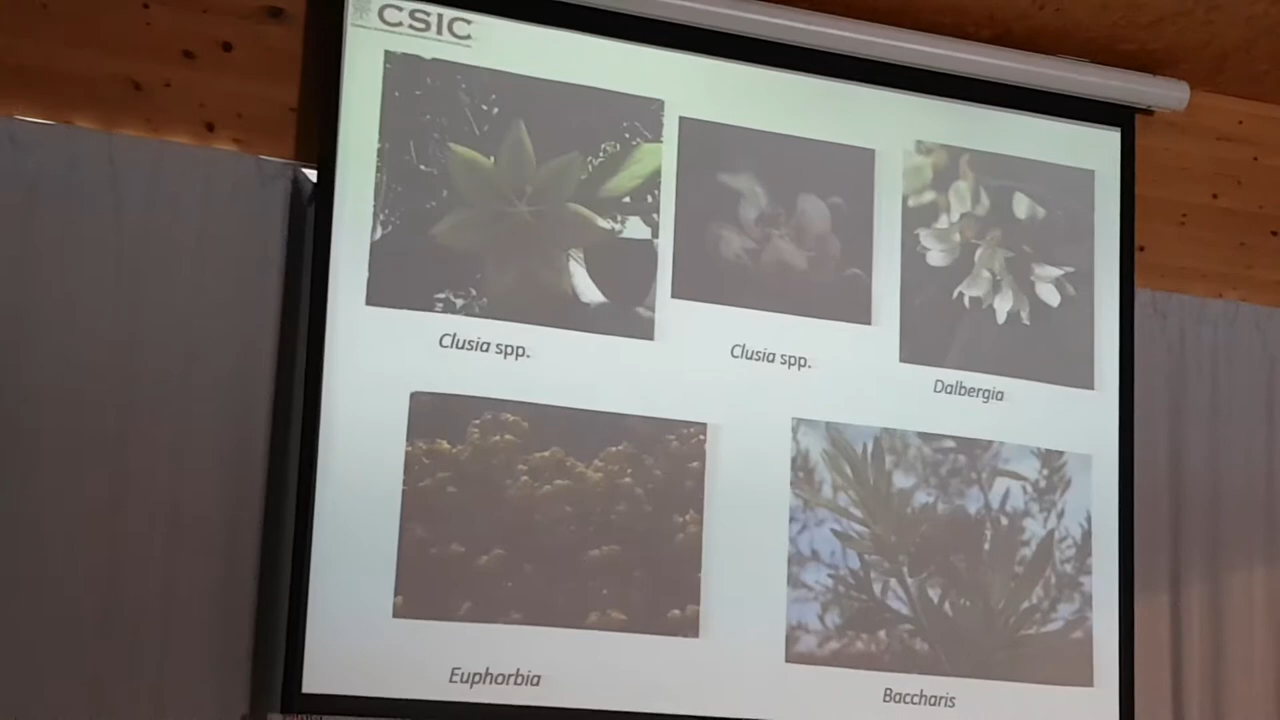 CSIC
Clusia spp.
Clusia spp.
Dalbergia
Euphorbia
Baccharis